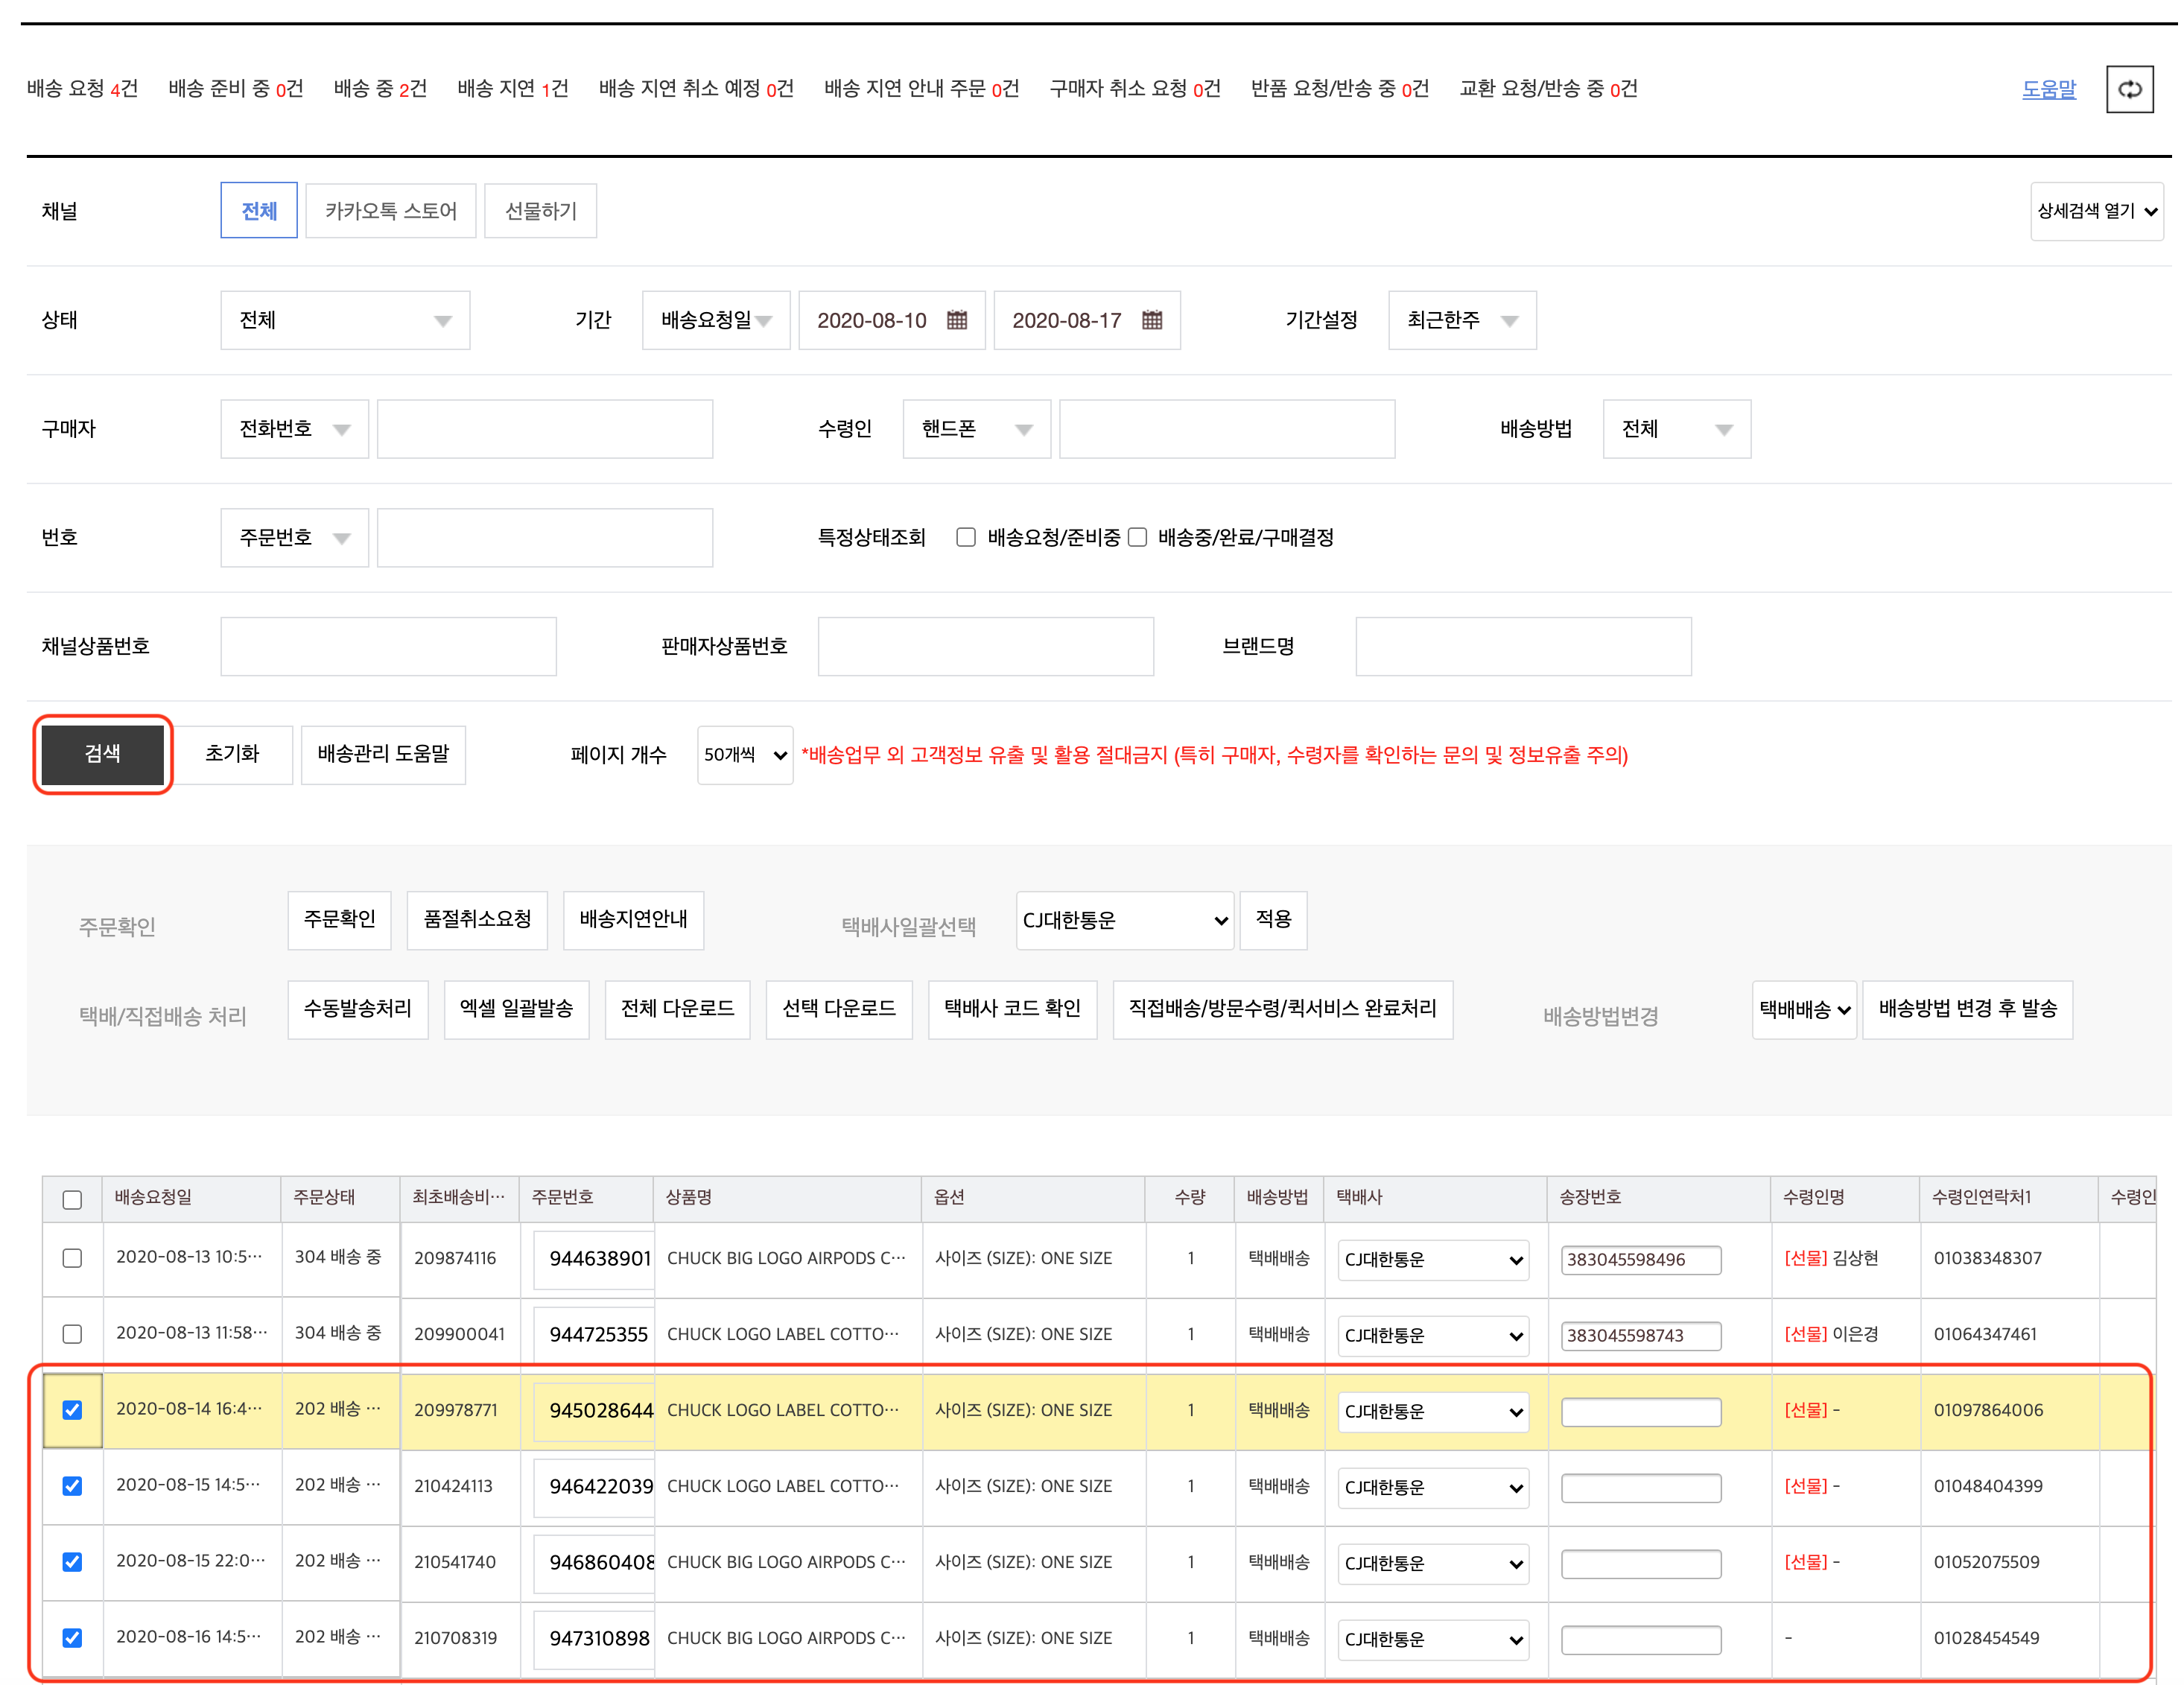 배송 요청 4건 배송 준비 중 0건 배송 중 2건 배송 지연 1건 배송 지연 취소 예정 0건 배송 지연 안내 주문 0건 구매자 취소 요청 0건 반품 요청/반송 중 0건 교환 요청/반송 중 0건 도움말
채널 전체 카카오톡 스토어 선물하기 상세검색 열기
상태 전체 기간 배송요청일 2020-08-10 2020-08-17 기간설정 최근한주
구매자 전화번호 수령인 핸드폰 배송방법 전체
번호 주문번호 특정상태조회 배송요청/준비중 배송중/완료/구매결정
채널상품번호 판매자상품번호 브랜드명
검색 초기화 배송관리 도움말 페이지 개수 50개씩 *배송업무 외 고객정보 유출 및 활용 절대금지 (특히 구매자, 수령자를 확인하는 문의 및 정보유출 주의)
주문확인 주문확인 품절취소요청 배송지연안내 택배사일괄선택 CJ대한통운 적용
택배/직접배송 처리 수동발송처리 엑셀 일괄발송 전체 다운로드 선택 다운로드 택배사 코드 확인 직접배송/방문수령/퀵서비스 완료처리 배송방법변경 택배배송 배송방법 변경 후 발송
배송요청일 주문상태 최초배송비… 주문번호 상품명 옵션 수량 배송방법 택배사 송장번호 수령인명 수령인연락처1 수령인
2020-08-13 10:5… 304 배송 중 209874116 944638901 CHUCK BIG LOGO AIRPODS C… 사이즈 (SIZE): ONE SIZE 1 택배배송 CJ대한통운 383045598496 [선물] 김상현 01038348307
2020-08-13 11:58… 304 배송 중 209900041 944725355 CHUCK LOGO LABEL COTTO… 사이즈 (SIZE): ONE SIZE 1 택배배송 CJ대한통운 383045598743 [선물] 이은경 01064347461
2020-08-14 16:4… 202 배송 … 209978771 945028644 CHUCK LOGO LABEL COTTO… 사이즈 (SIZE): ONE SIZE 1 택배배송 CJ대한통운 [선물] - 01097864006
2020-08-15 14:5… 202 배송 … 210424113 946422039 CHUCK LOGO LABEL COTTO… 사이즈 (SIZE): ONE SIZE 1 택배배송 CJ대한통운 [선물] - 01048404399
2020-08-15 22:0… 202 배송 … 210541740 946860408 CHUCK BIG LOGO AIRPODS C… 사이즈 (SIZE): ONE SIZE 1 택배배송 CJ대한통운 [선물] - 01052075509
2020-08-16 14:5… 202 배송 … 210708319 947310898 CHUCK BIG LOGO AIRPODS C… 사이즈 (SIZE): ONE SIZE 1 택배배송 CJ대한통운 - 01028454549